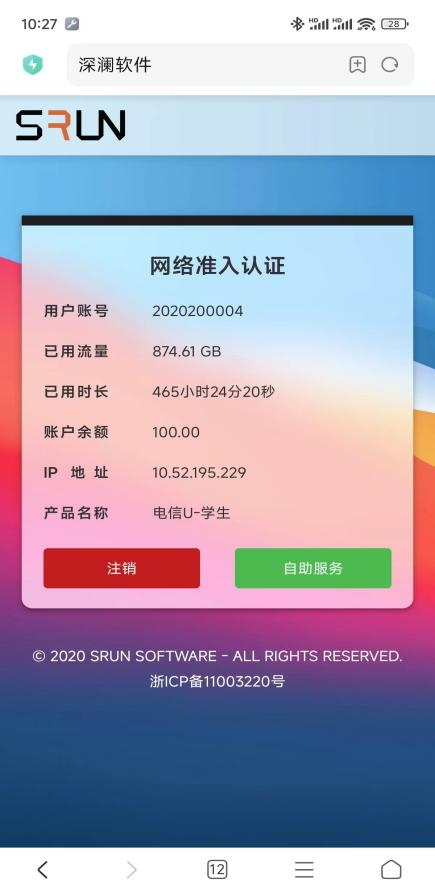 10:27
HD HD 28
深澜软件
SRUN
网络准入认证
用户账号 2020200004
已用流量 874.61 GB
已用时长 465小时24分20秒
账户余额 100.00
IP 地 址 10.52.195.229
产品名称 电信U-学生
注销 自助服务
© 2020 SRUN SOFTWARE - ALL RIGHTS RESERVED.
浙ICP备11003220号
12